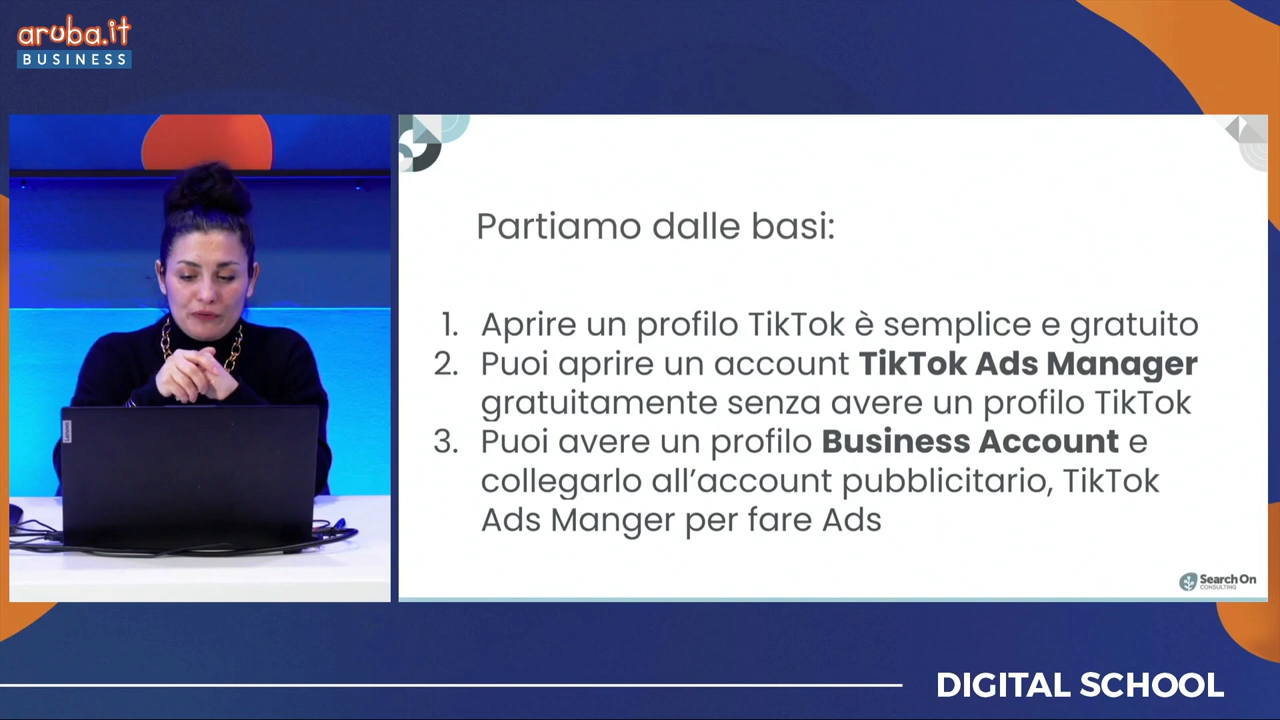 aruba.it
BUSINESS
Partiamo dalle basi:
1. Aprire un profilo TikTok è semplice e gratuito
2. Puoi aprire un account TikTok Ads Manager
gratuitamente senza avere un profilo TikTok
3. Puoi avere un profilo Business Account e
collegarlo all’account pubblicitario, TikTok
Ads Manger per fare Ads
Lenovo
Search On
CONSULTING
DIGITAL SCHOOL